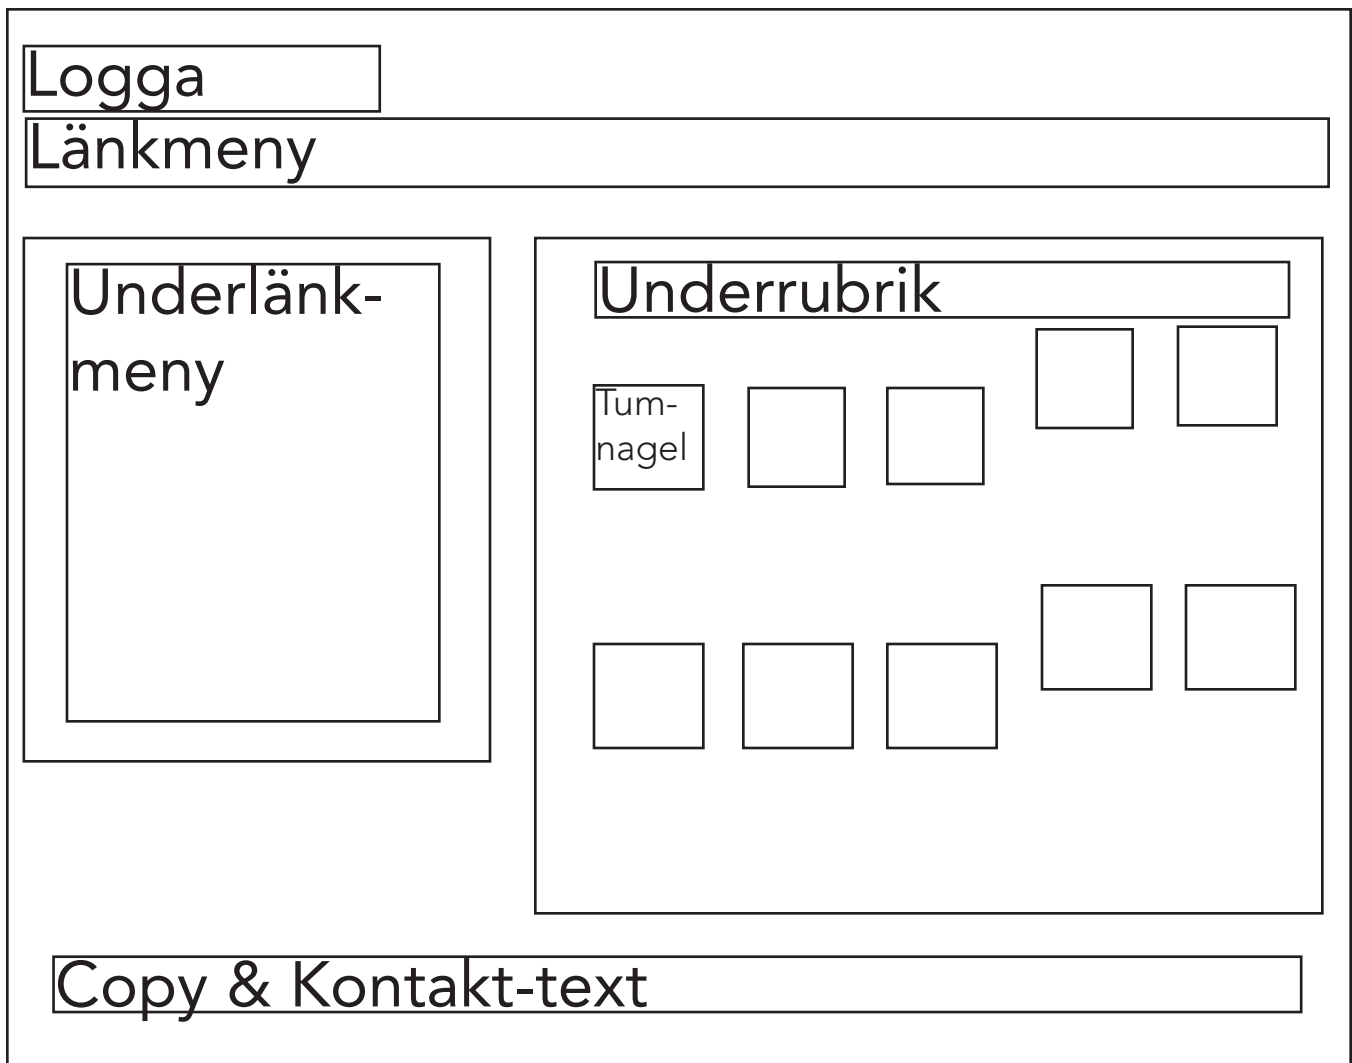 Logga
Länkmeny
Underlänk-
meny
Underrubrik
Tum-
nagel
Copy & Kontakt-text